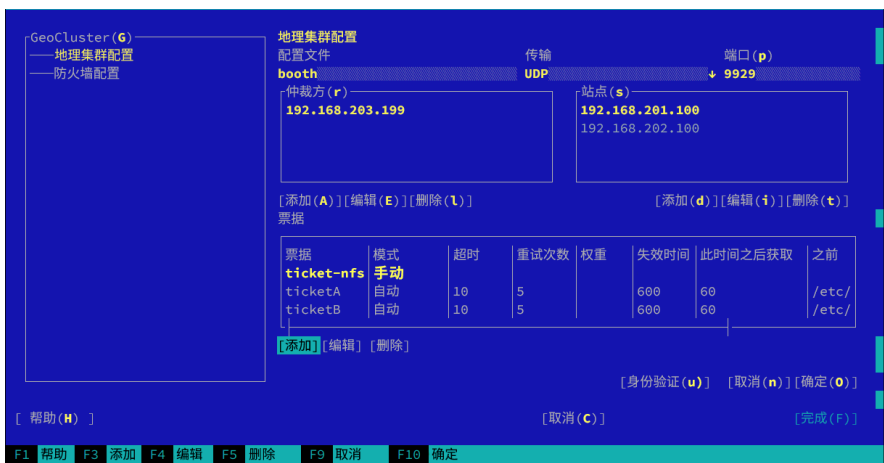 GeoCluster(G)
地理集群配置
防火墙配置
地理集群配置
配置文件 传输 端口(p)
booth UDP ↓ 9929
仲裁方(r) 站点(s)
192.168.203.199 192.168.201.100
192.168.202.100
[添加(A)][编辑(E)][删除(l)] [添加(d)][编辑(i)][删除(t)]
票据
票据 模式 超时 重试次数 权重 失效时间 此时间之后获取 之前
ticket-nfs 手动
ticketA 自动 10 5 600 60 /etc/
ticketB 自动 10 5 600 60 /etc/
[添加][编辑] [删除]
[身份验证(u)] [取消(n)][确定(O)]
[ 帮助(H) ] [取消(C)] [完成(F)]
F1 帮助 F3 添加 F4 编辑 F5 删除 F9 取消 F10 确定